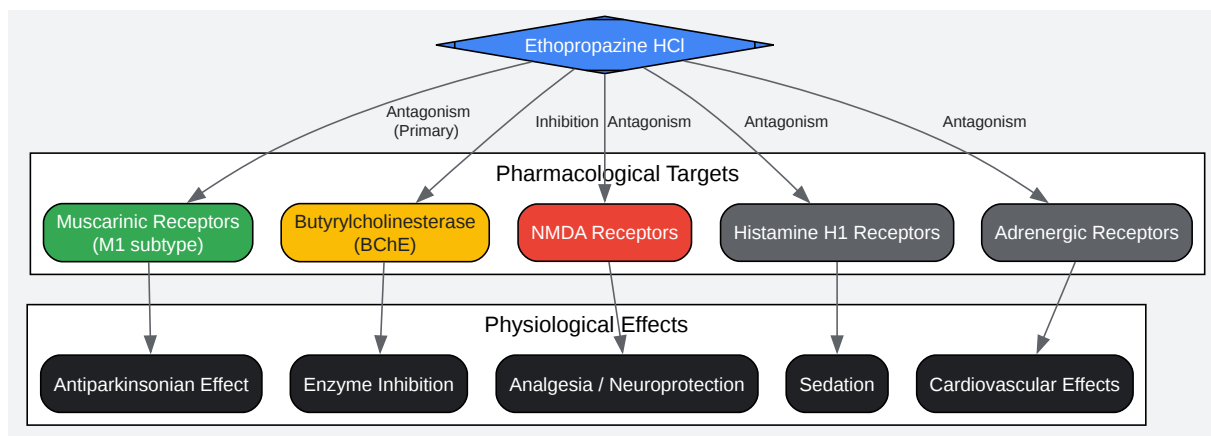 Ethopropazine HCl
Antagonism
(Primary)
Inhibition
Antagonism
Antagonism
Antagonism
Pharmacological Targets
Muscarinic Receptors
(M1 subtype)
Butyrylcholinesterase
(BChE)
NMDA Receptors
Histamine H1 Receptors
Adrenergic Receptors
Physiological Effects
Antiparkinsonian Effect
Enzyme Inhibition
Analgesia / Neuroprotection
Sedation
Cardiovascular Effects